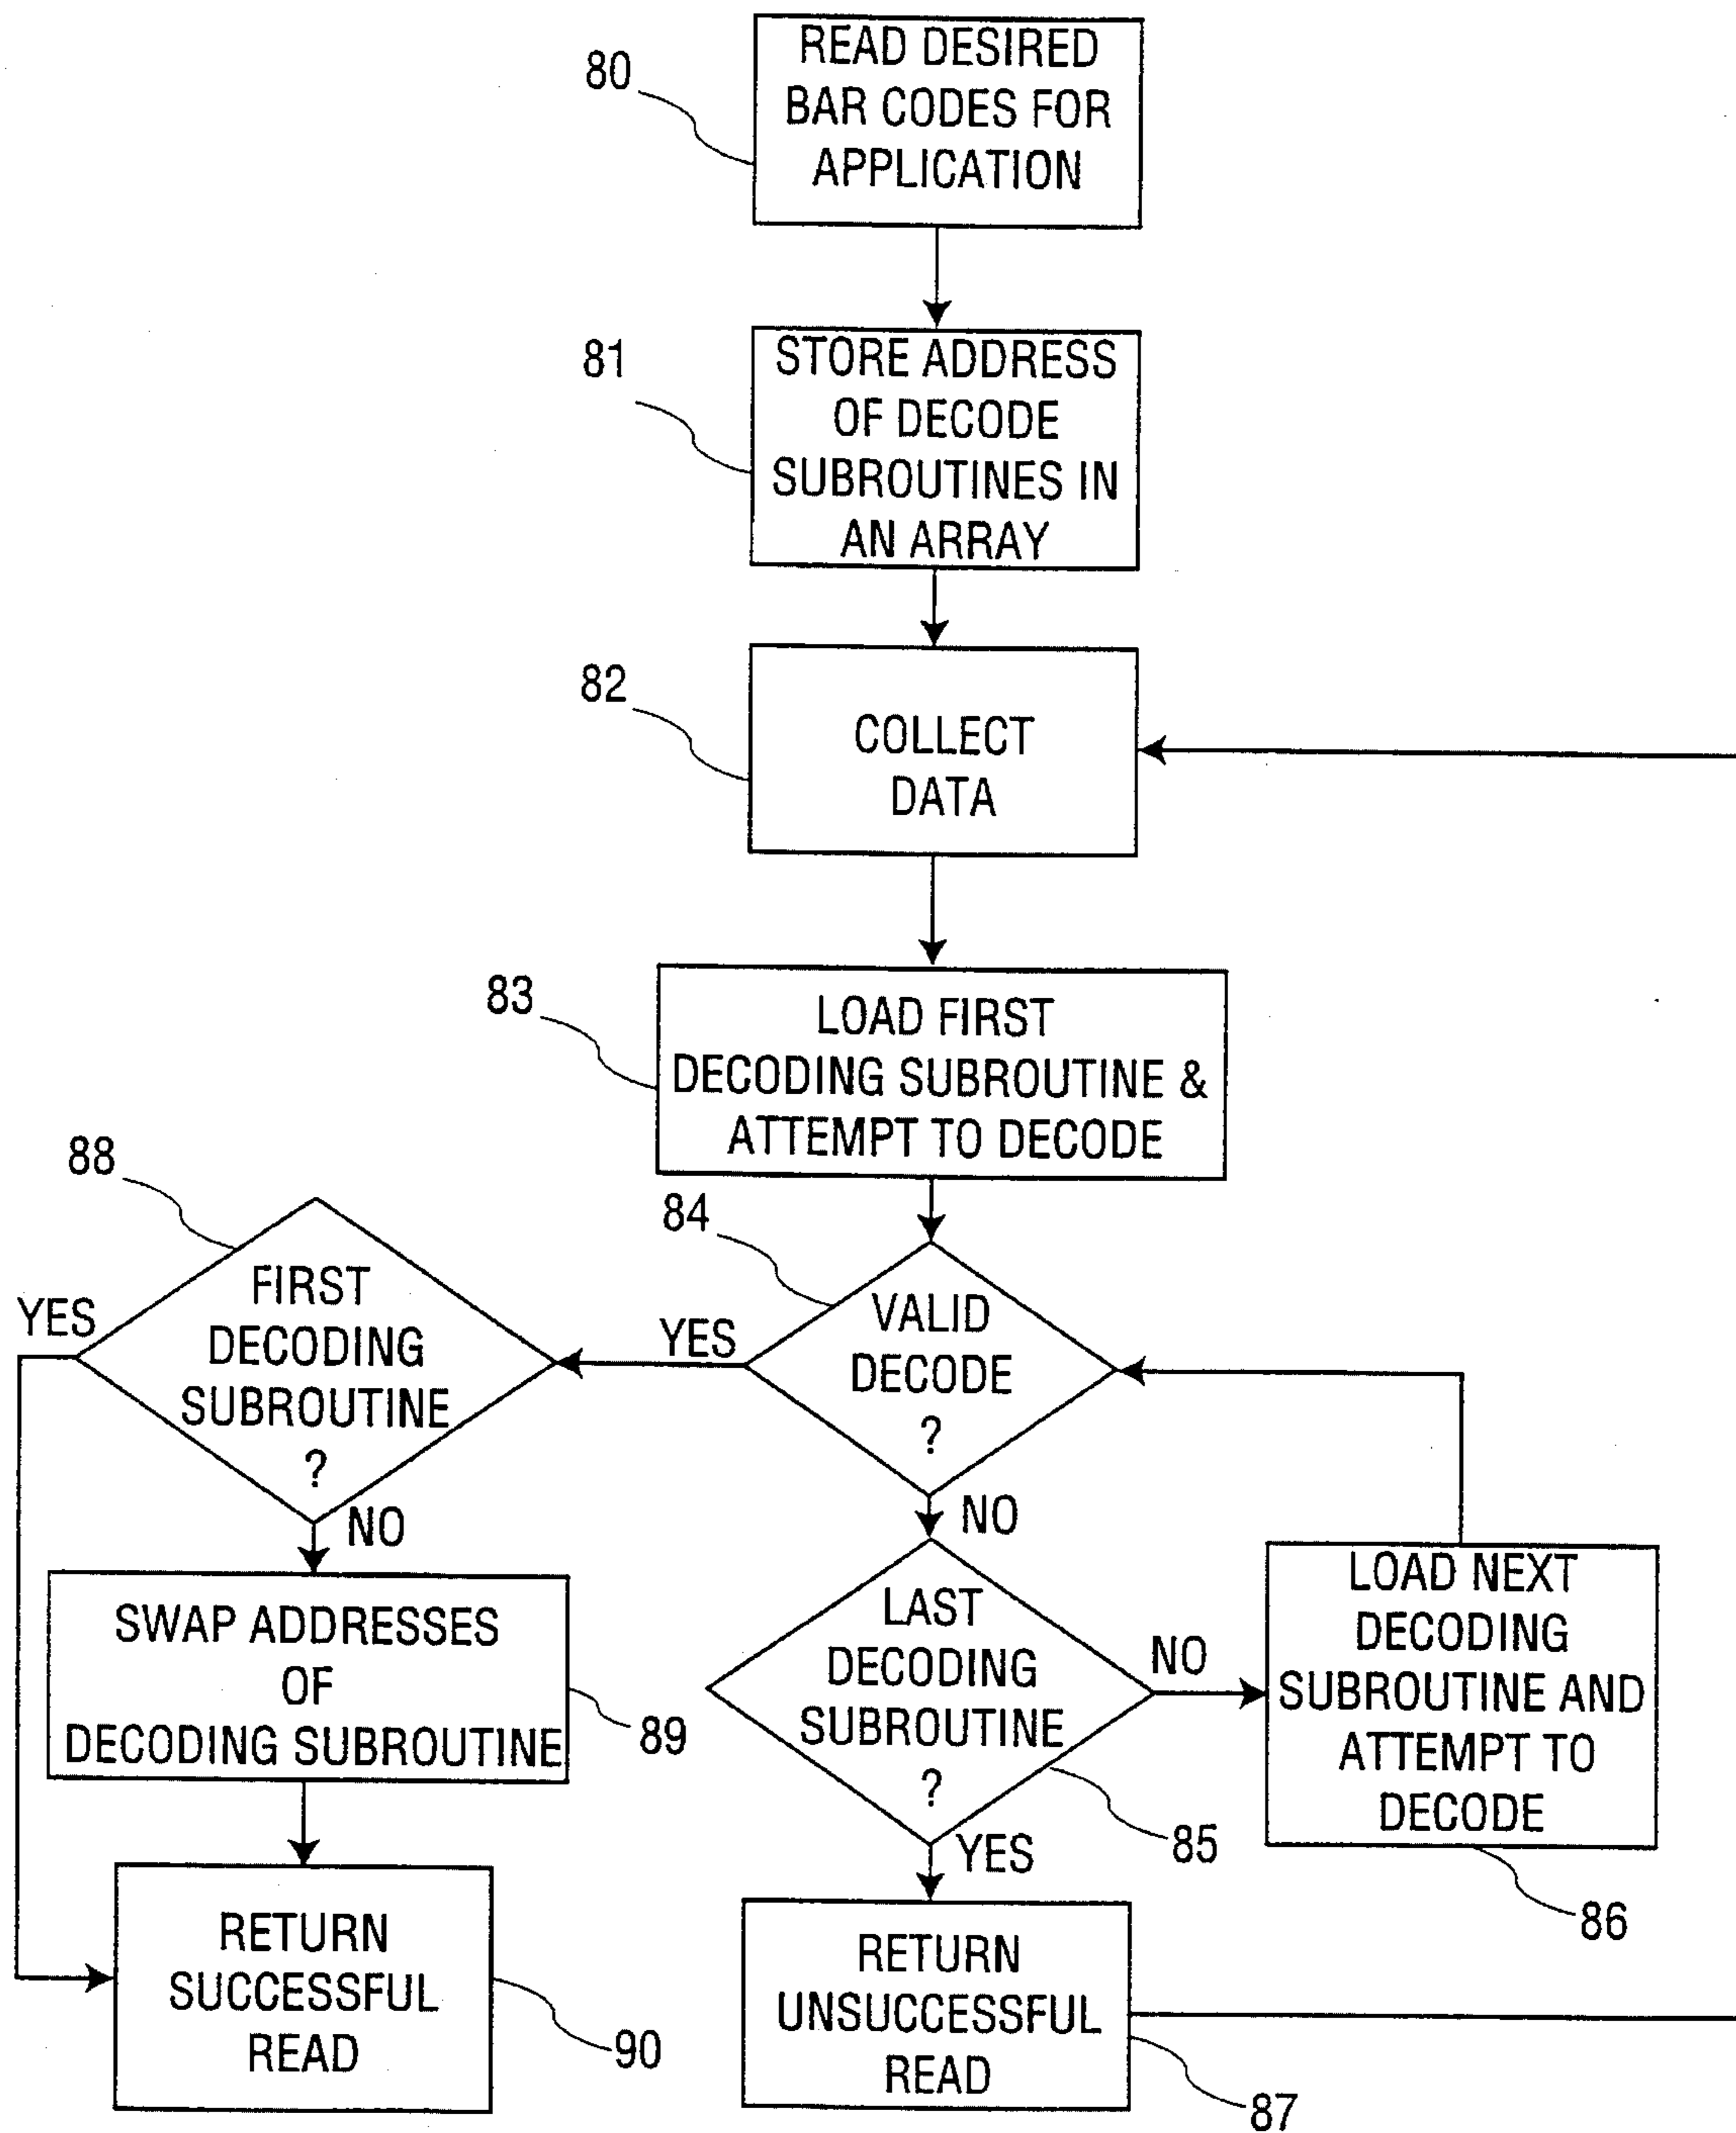 80
READ DESIRED
BAR CODES FOR
APPLICATION
81
STORE ADDRESS
OF DECODE
SUBROUTINES IN
AN ARRAY
82
COLLECT
DATA
83
LOAD FIRST
DECODING SUBROUTINE &
ATTEMPT TO DECODE
84
VALID
DECODE
?
YES
NO
88
FIRST
DECODING
SUBROUTINE
?
YES
NO
SWAP ADDRESSES
OF
DECODING SUBROUTINE
89
RETURN
SUCCESSFUL
READ
90
LAST
DECODING
SUBROUTINE
?
85
NO
YES
LOAD NEXT
DECODING
SUBROUTINE AND
ATTEMPT TO
DECODE
86
RETURN
UNSUCCESSFUL
READ
87